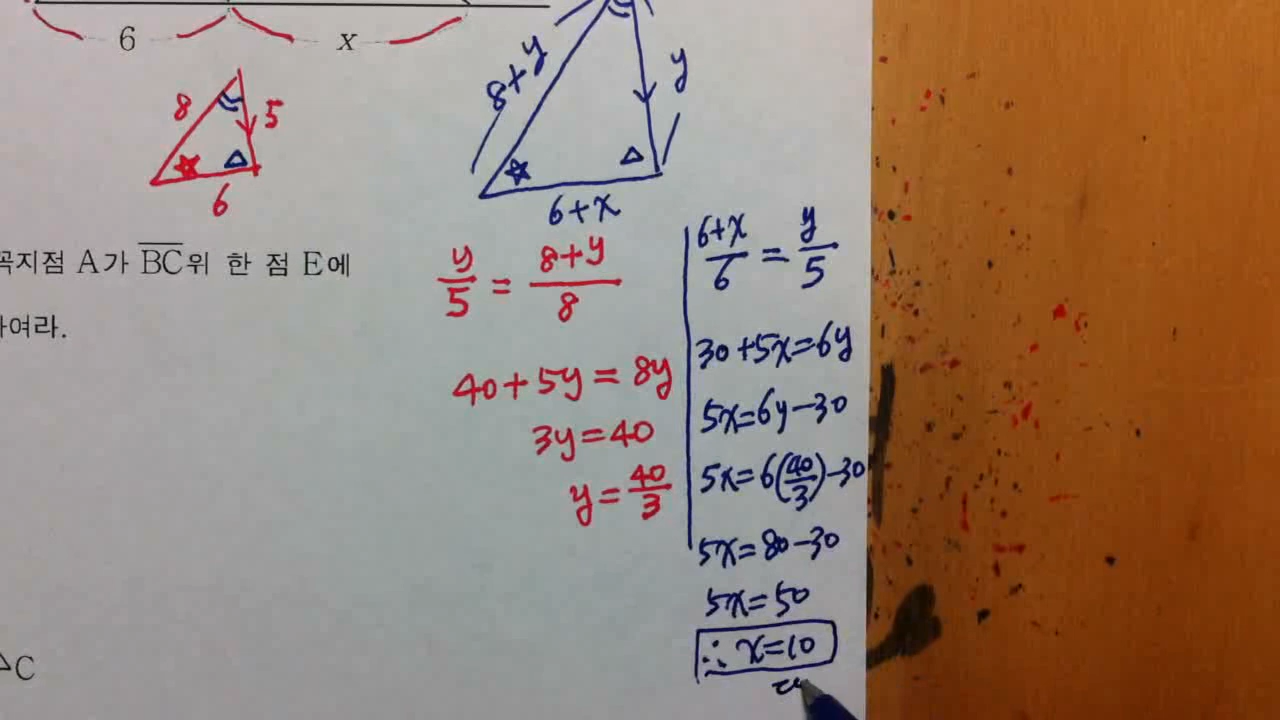 6
x
8
5
6
8+y
y
6+x
꼭지점 A가 BC위 한 점 E에
여라.
y/5 = 8+y/8
40+5y=8y
3y=40
y=40/3
6+x/6 = y/5
30+5x=6y
5x=6y-30
5x=6(40/3)-30
5x=80-30
5x=50
∴ x=10
C